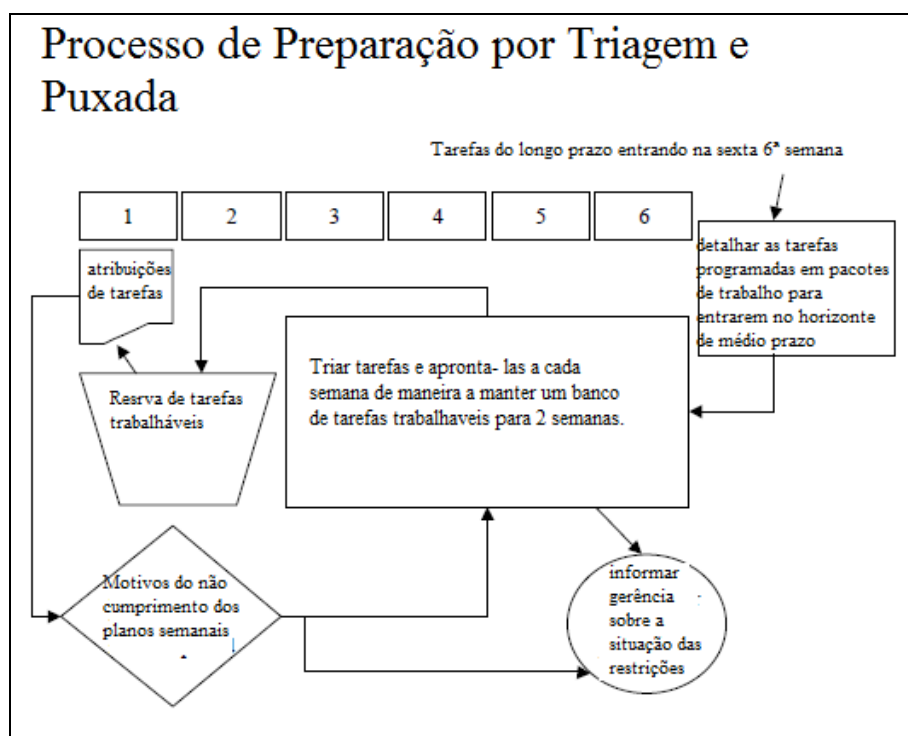 Processo de Preparação por Triagem e
Puxada
Tarefas do longo prazo entrando na sexta 6ª semana
1 2 3 4 5 6
detalhar as tarefas
programadas em pacotes
de trabalho para
entrarem no horizonte
de médio prazo
atribuições
de tarefas
Triar tarefas e apronta- las a cada
semana de maneira a manter um banco
de tarefas trabalhaveis para 2 semanas.
Resrva de tarefas
trabalháveis
Motivos do não
cumprimento dos
planos semanais
informar
gerência
sobre a
situação das
restrições